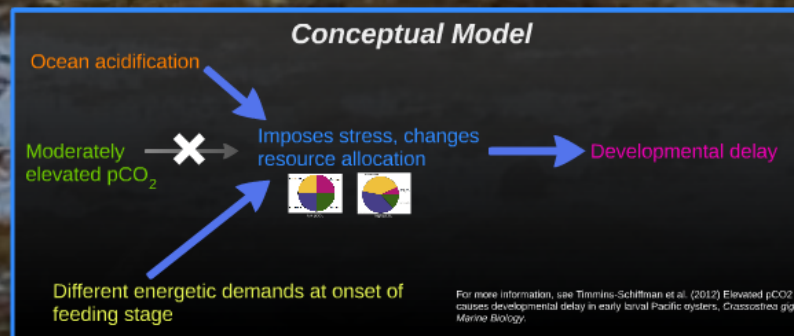 Conceptual Model
Ocean acidification
Moderately
elevated pCO₂
Imposes stress, changes
resource allocation
Developmental delay
Different energetic demands at onset of
feeding stage
For more information, see Timmins-Schiffman et al. (2012) Elevated pCO2
causes developmental delay in early larval Pacific oysters, Crassostrea gig
Marine Biology.